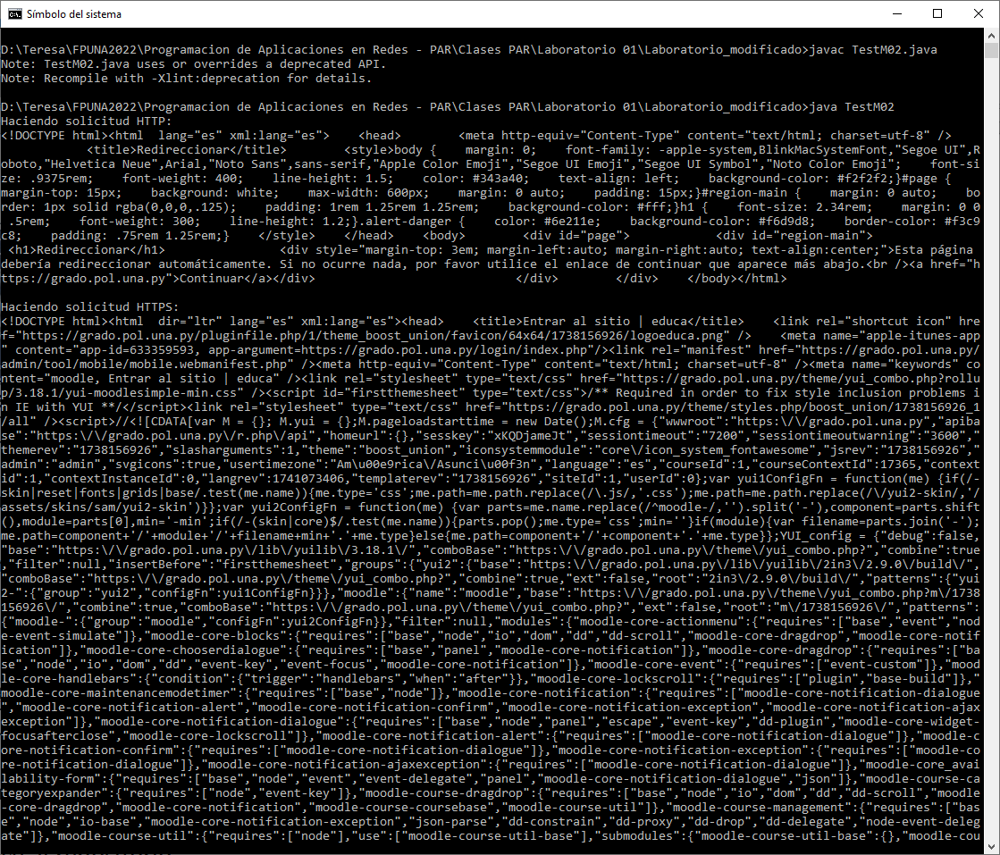 Símbolo del sistema
D:\Teresa\FPUNA2022\Programacion de Aplicaciones en Redes - PAR\Clases PAR\Laboratorio 01\Laboratorio_modificado>javac TestM02.java
Note: TestM02.java uses or overrides a deprecated API.
Note: Recompile with -Xlint:deprecation for details.
D:\Teresa\FPUNA2022\Programacion de Aplicaciones en Redes - PAR\Clases PAR\Laboratorio 01\Laboratorio_modificado>java TestM02
Haciendo solicitud HTTP:
<!DOCTYPE html><html  lang="es" xml:lang="es">    <head>        <meta http-equiv="Content-Type" content="text/html; charset=utf-8" />
            <title>Redireccionar</title>        <style>body {    margin: 0;    font-family: -apple-system,BlinkMacSystemFont,"Segoe UI",R
oboto,"Helvetica Neue",Arial,"Noto Sans",sans-serif,"Apple Color Emoji","Segoe UI Emoji","Segoe UI Symbol","Noto Color Emoji";    font-si
ze: .9375rem;    font-weight: 400;    line-height: 1.5;    color: #343a40;    text-align: left;    background-color: #f2f2f2;}#page {
margin-top: 15px;    background: white;    max-width: 600px;    margin: 0 auto;    padding: 15px;}#region-main {    margin: 0 auto;    bo
rder: 1px solid rgba(0,0,0,.125);    padding: 1rem 1.25rem 1.25rem;    background-color: #fff;}h1 {    font-size: 2.34rem;    margin: 0 0
 .5rem;    font-weight: 300;    line-height: 1.2;}.alert-danger {    color: #6e211e;    background-color: #f6d9d8;    border-color: #f3c9
c8;    padding: .75rem 1.25rem;}    </style>    </head>    <body>        <div id="page">            <div id="region-main">
 <h1>Redireccionar</h1>                <div style="margin-top: 3em; margin-left:auto; margin-right:auto; text-align:center;">Esta página
debería redireccionar automáticamente. Si no ocurre nada, por favor utilice el enlace de continuar que aparece más abajo.<br /><a href="h
ttps://grado.pol.una.py">Continuar</a></div>                            </div>        </div>    </body></html>
Haciendo solicitud HTTPS:
<!DOCTYPE html><html  dir="ltr" lang="es" xml:lang="es"><head>    <title>Entrar al sitio | educa</title>    <link rel="shortcut icon" hre
f="https://grado.pol.una.py/pluginfile.php/1/theme_boost_union/favicon/64x64/1738156926/logoeduca.png" />    <meta name="apple-itunes-app
" content="app-id=633359593, app-argument=https://grado.pol.una.py/login/index.php"/><link rel="manifest" href="https://grado.pol.una.py/
admin/tool/mobile/mobile.webmanifest.php" /><meta http-equiv="Content-Type" content="text/html; charset=utf-8" /><meta name="keywords" co
ntent="moodle, Entrar al sitio | educa" /><link rel="stylesheet" type="text/css" href="https://grado.pol.una.py/theme/yui_combo.php?rollu
p/3.18.1/yui-moodlesimple-min.css" /><script id="firstthemesheet" type="text/css">/** Required in order to fix style inclusion problems i
n IE with YUI **/</script><link rel="stylesheet" type="text/css" href="https://grado.pol.una.py/theme/styles.php/boost_union/1738156926_1
/all" /><script>//<![CDATA[var M = {}; M.yui = {};M.pageloadstarttime = new Date();M.cfg = {"wwwroot":"https:\/\/grado.pol.una.py","apiba
se":"https:\/\/grado.pol.una.py\/r.php\/api","homeurl":{},"sesskey":"xKQDjameJt","sessiontimeout":"7200","sessiontimeoutwarning":"3600","
themerev":"1738156926","slasharguments":1,"theme":"boost_union","iconsystemmodule":"core\/icon_system_fontawesome","jsrev":"1738156926","
admin":"admin","svgicons":true,"usertimezone":"Am\u00e9rica\/Asunci\u00f3n","language":"es","courseId":1,"courseContextId":17365,"context
id":1,"contextInstanceId":0,"langrev":1741073406,"templaterev":"1738156926","siteId":1,"userId":0};var yui1ConfigFn = function(me) {if(/-
skin|reset|fonts|grids|base/.test(me.name)){me.type='css';me.path=me.path.replace(/\.js/,'.css');me.path=me.path.replace(/\/yui2-skin/,'/
assets/skins/sam/yui2-skin')}};var yui2ConfigFn = function(me) {var parts=me.name.replace(/^moodle-/,'').split('-'),component=parts.shift
(),module=parts[0],min='-min';if(/-(skin|core)$/.test(me.name)){parts.pop();me.type='css';min=''}if(module){var filename=parts.join('-');
me.path=component+'/'+module+'/'+filename+min+'.'+me.type}else{me.path=component+'/'+component+'.'+me.type}};YUI_config = {"debug":false,
"base":"https:\/\/grado.pol.una.py\/lib\/yuilib\/3.18.1\/","comboBase":"https:\/\/grado.pol.una.py\/theme\/yui_combo.php?","combine":true
,"filter":null,"insertBefore":"firstthemesheet","groups":{"yui2":{"base":"https:\/\/grado.pol.una.py\/lib\/yuilib\/2in3\/2.9.0\/build\/",
"comboBase":"https:\/\/grado.pol.una.py\/theme\/yui_combo.php?","combine":true,"ext":false,"root":"2in3\/2.9.0\/build\/","patterns":{"yui
2-":{"group":"yui2","configFn":yui1ConfigFn}}},"moodle":{"name":"moodle","base":"https:\/\/grado.pol.una.py\/theme\/yui_combo.php?m\/1738
156926\/","combine":true,"comboBase":"https:\/\/grado.pol.una.py\/theme\/yui_combo.php?","ext":false,"root":"m\/1738156926\/","patterns":
{"moodle-":{"group":"moodle","configFn":yui2ConfigFn}},"filter":null,"modules":{"moodle-core-actionmenu":{"requires":["base","event","nod
e-event-simulate"]},"moodle-core-blocks":{"requires":["base","node","io","dom","dd","dd-scroll","moodle-core-dragdrop","moodle-core-notif
ication"]},"moodle-core-chooserdialogue":{"requires":["base","panel","moodle-core-notification"]},"moodle-core-dragdrop":{"requires":["ba
se","node","io","dom","dd","event-key","event-focus","moodle-core-notification"]},"moodle-core-event":{"requires":["event-custom"]},"mood
le-core-handlebars":{"condition":{"trigger":"handlebars","when":"after"}},"moodle-core-lockscroll":{"requires":["plugin","base-build"]},"
moodle-core-maintenancemodetimer":{"requires":["base","node"]},"moodle-core-notification":{"requires":["moodle-core-notification-dialogue
","moodle-core-notification-alert","moodle-core-notification-confirm","moodle-core-notification-exception","moodle-core-notification-ajax
exception"]},"moodle-core-notification-dialogue":{"requires":["base","node","panel","escape","event-key","dd-plugin","moodle-core-widget-
focusafterclose","moodle-core-lockscroll"]},"moodle-core-notification-alert":{"requires":["moodle-core-notification-dialogue"]},"moodle-c
ore-notification-confirm":{"requires":["moodle-core-notification-dialogue"]},"moodle-core-notification-exception":{"requires":["moodle-co
re-notification-dialogue"]},"moodle-core-notification-ajaxexception":{"requires":["moodle-core-notification-dialogue"]},"moodle-core_avai
lability-form":{"requires":["base","node","event","event-delegate","panel","moodle-core-notification-dialogue","json"]},"moodle-course-ca
tegoryexpander":{"requires":["node","event-key"]},"moodle-course-dragdrop":{"requires":["base","node","io","dom","dd","dd-scroll","moodle
-core-dragdrop","moodle-core-notification","moodle-course-coursebase","moodle-course-util"]},"moodle-course-management":{"requires":["bas
e","node","io-base","moodle-core-notification-exception","json-parse","dd-constrain","dd-proxy","dd-drop","dd-delegate","node-event-deleg
ate"]},"moodle-course-util":{"requires":["node"],"use":["moodle-course-util-base"],"submodules":{"moodle-course-util-base":{},"moodle-cou